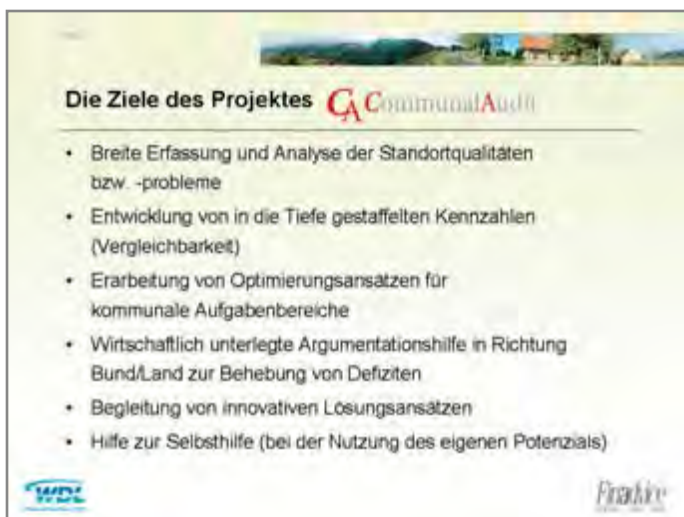 Die Ziele des Projektes CA CommunalAudit
• Breite Erfassung und Analyse der Standortqualitäten
bzw. -probleme
• Entwicklung von in die Tiefe gestaffelten Kennzahlen
(Vergleichbarkeit)
• Erarbeitung von Optimierungsansätzen für
kommunale Aufgabenbereiche
• Wirtschaftlich unterlegte Argumentationshilfe in Richtung
Bund/Land zur Behebung von Defiziten
• Begleitung von innovativen Lösungsansätzen
• Hilfe zur Selbsthilfe (bei der Nutzung des eigenen Potenzials)
WDL
Finadvice